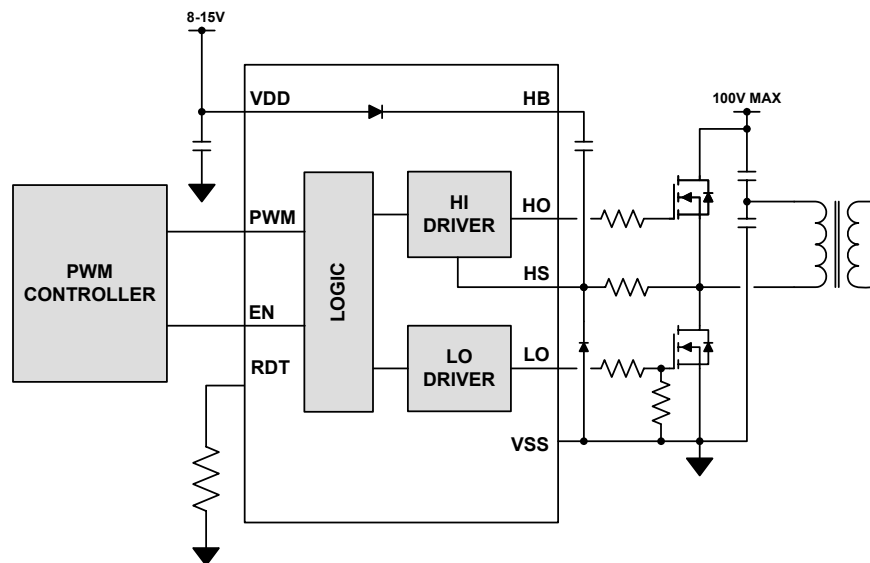 8-15V
VDD
HB
100V MAX
HI
DRIVER
HO
PWM
PWM
CONTROLLER
LOGIC
HS
EN
LO
DRIVER
LO
RDT
VSS